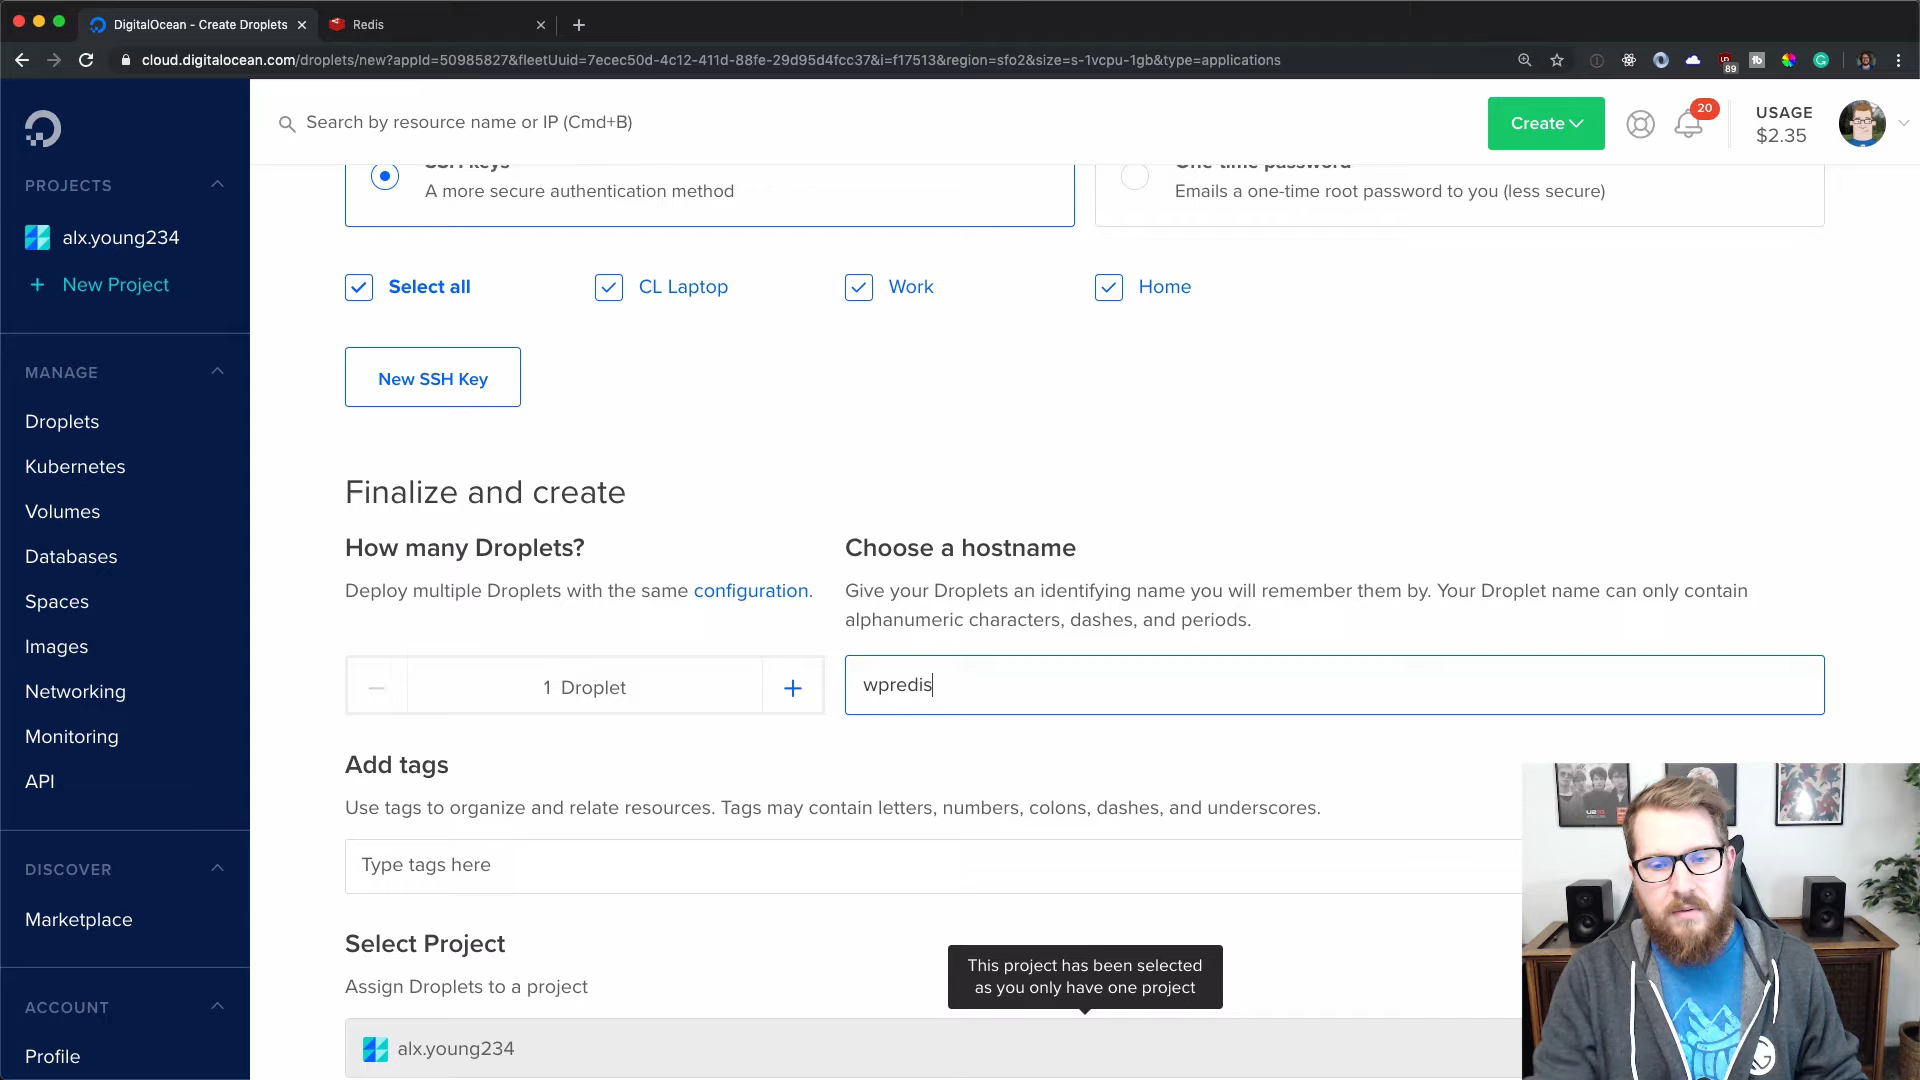 DigitalOcean - Create Droplets
Redis
cloud.digitalocean.com/droplets/new?appId=50985827&fleetUuid=7ecec50d-4c12-411d-88fe-29d95d4fcc37&i=f17513&region=sfo2&size=s-1vcpu-1gb&type=applications
89
Search by resource name or IP (Cmd+B)
Create
20
USAGE
$2.35
PROJECTS
alx.young234
+ New Project
MANAGE
Droplets
Kubernetes
Volumes
Databases
Spaces
Images
Networking
Monitoring
API
DISCOVER
Marketplace
ACCOUNT
Profile
SSH keys
A more secure authentication method
One-time password
Emails a one-time root password to you (less secure)
Select all
CL Laptop
Work
Home
New SSH Key
Finalize and create
How many Droplets?
Deploy multiple Droplets with the same configuration.
1 Droplet
Choose a hostname
Give your Droplets an identifying name you will remember them by. Your Droplet name can only contain
alphanumeric characters, dashes, and periods.
wpredis
Add tags
Use tags to organize and relate resources. Tags may contain letters, numbers, colons, dashes, and underscores.
Type tags here
Select Project
Assign Droplets to a project
This project has been selected
as you only have one project
alx.young234